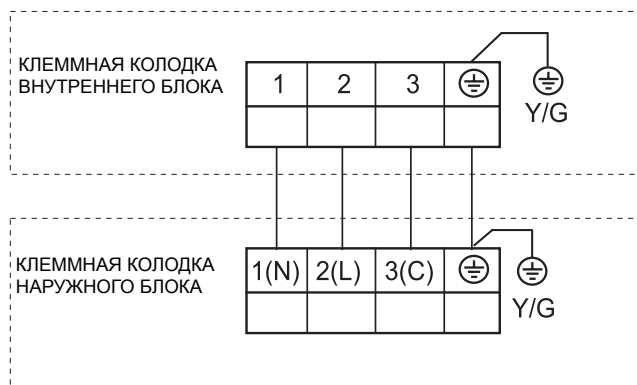 КЛЕММНАЯ КОЛОДКА
ВНУТРЕННЕГО БЛОКА
1 2 3
Y/G
КЛЕММНАЯ КОЛОДКА
НАРУЖНОГО БЛОКА
1(N) 2(L) 3(C)
Y/G